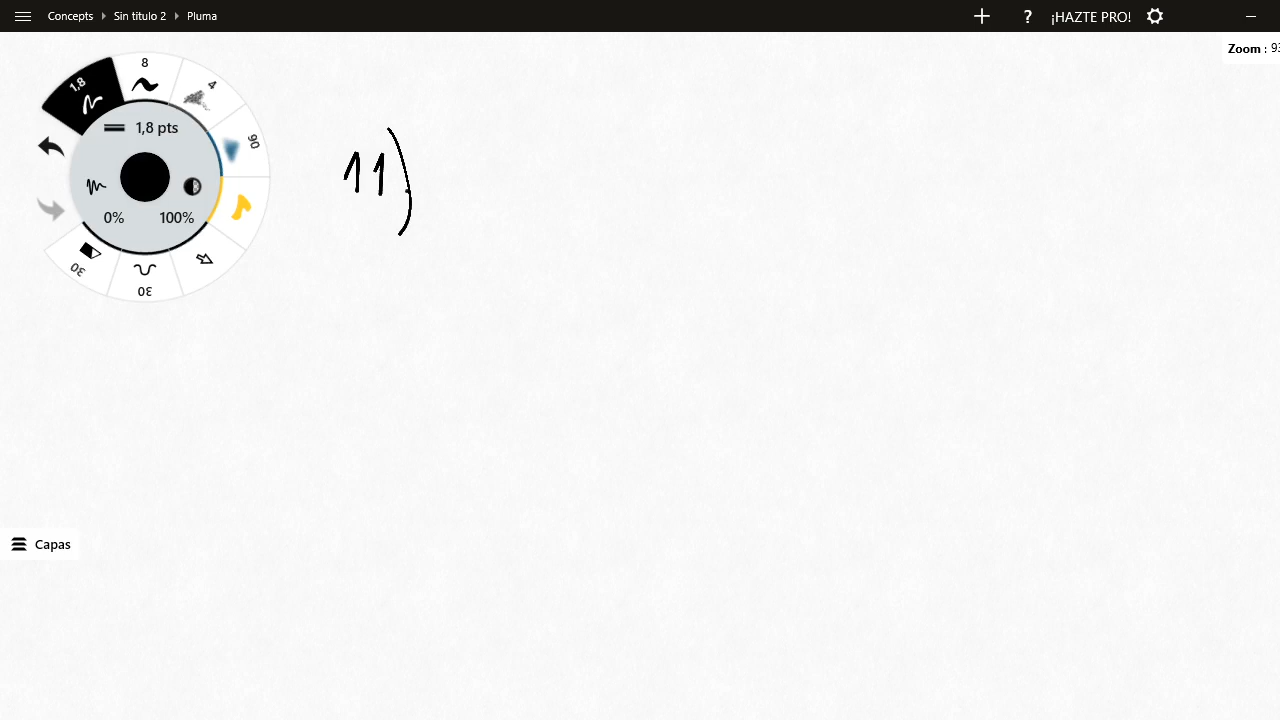 Concepts Sin título 2 Pluma
¡HAZTE PRO!
Zoom : 93
8
1,8
4
90
1,8 pts
0% 100%
30
30
11)
Capas